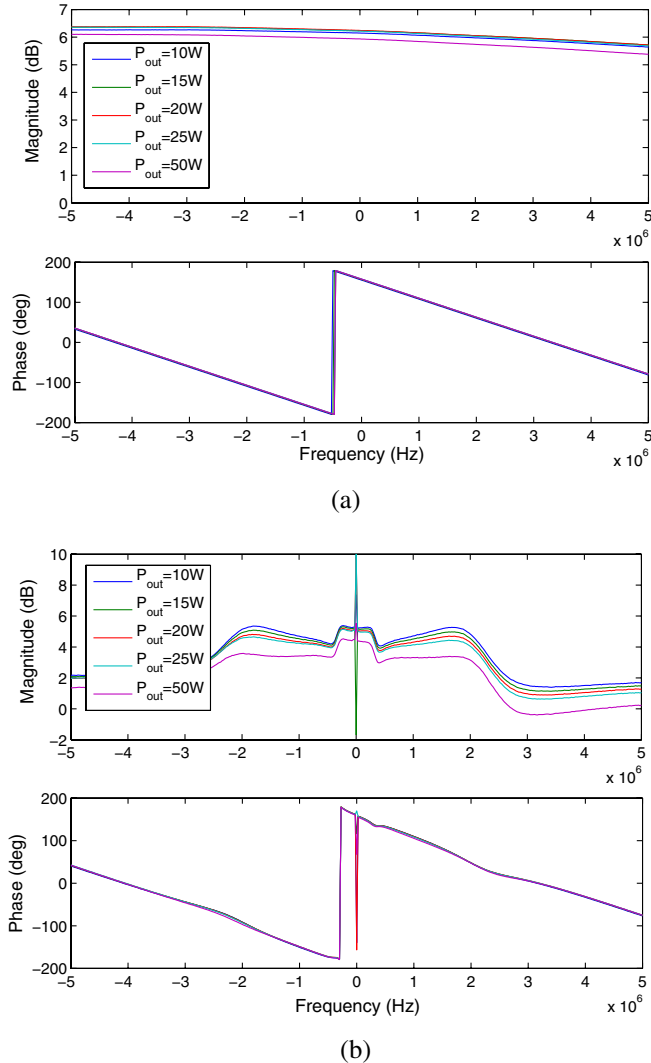 7
6
5
4
3
2
1
0
Magnitude (dB)
P_out=10W
P_out=15W
P_out=20W
P_out=25W
P_out=50W
−5 −4 −3 −2 −1 0 1 2 3 4 5
x 10^6
200
100
0
−100
−200
Phase (deg)
−5 −4 −3 −2 −1 0 1 2 3 4 5
Frequency (Hz)
x 10^6
(a)
10
8
6
4
2
0
−2
Magnitude (dB)
P_out=10W
P_out=15W
P_out=20W
P_out=25W
P_out=50W
−5 −4 −3 −2 −1 0 1 2 3 4 5
x 10^6
200
100
0
−100
−200
Phase (deg)
−5 −4 −3 −2 −1 0 1 2 3 4 5
Frequency (Hz)
x 10^6
(b)